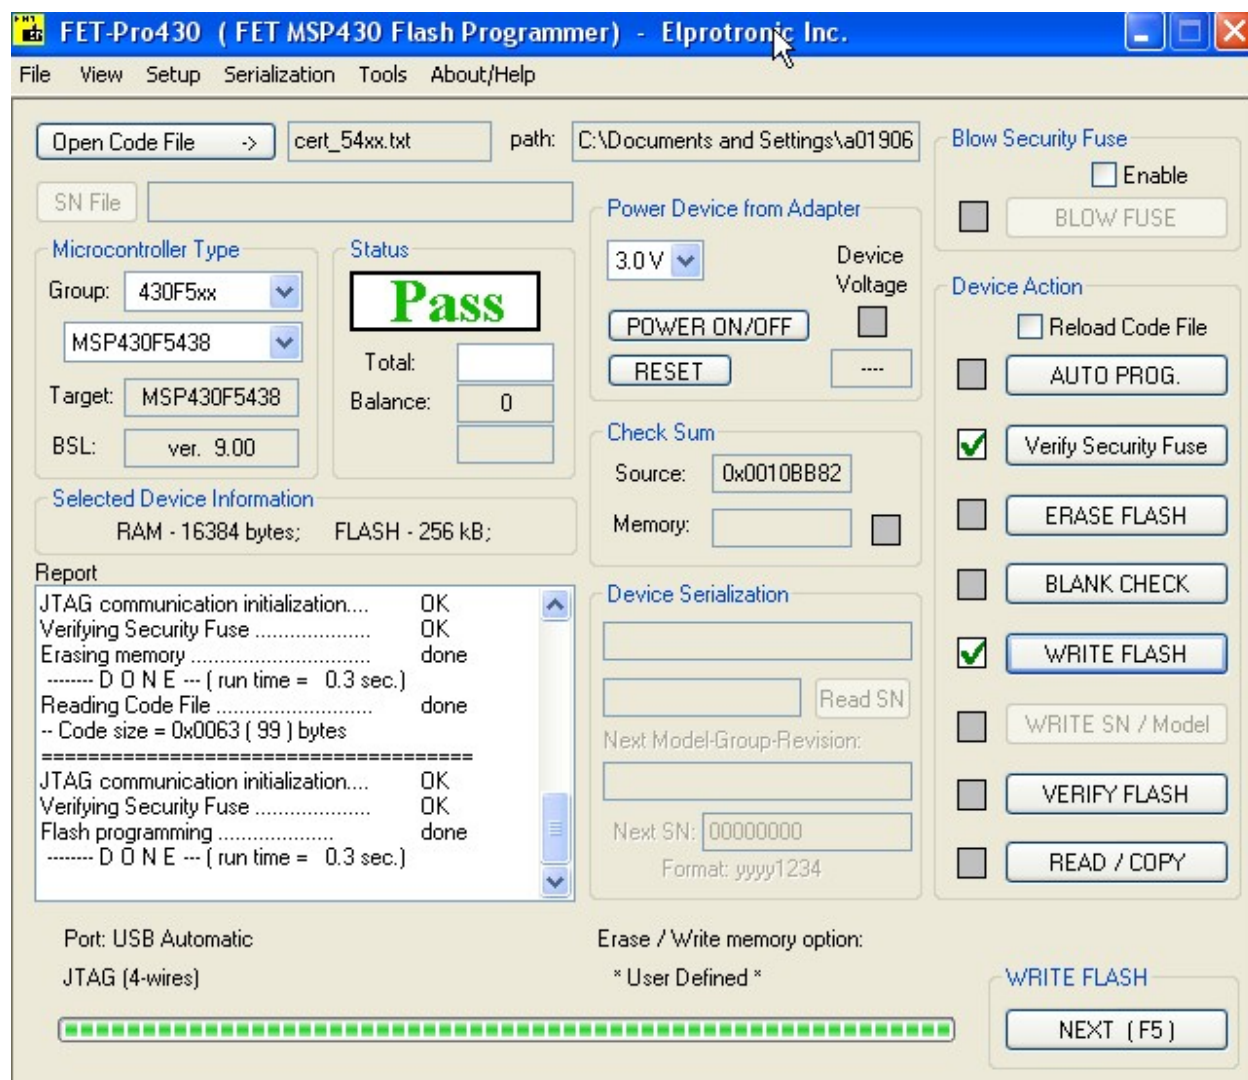 FET-Pro430 ( FET MSP430 Flash Programmer) - Elprotronic Inc.
File View Setup Serialization Tools About/Help
Open Code File -> cert_54xx.txt path: C:\Documents and Settings\a01906
SN File
Microcontroller Type
Group: 430F5xx
MSP430F5438
Target: MSP430F5438
BSL: ver. 9.00
Status
Pass
Total:
Balance: 0
Selected Device Information
RAM - 16384 bytes; FLASH - 256 kB;
Report
JTAG communication initialization.... OK
Verifying Security Fuse ..................... OK
Erasing memory ................................ done
-------- D O N E --- ( run time = 0.3 sec.)
Reading Code File ............................ done
-- Code size = 0x0063 ( 99 ) bytes
=====================================
JTAG communication initialization.... OK
Verifying Security Fuse ..................... OK
Flash programming ..................... done
-------- D O N E --- ( run time = 0.3 sec.)
Power Device from Adapter
3.0 V
Device
Voltage
POWER ON/OFF
RESET ----
Check Sum
Source: 0x0010BB82
Memory:
Device Serialization
Read SN
Next Model-Group-Revision:
Next SN: 00000000
Format: yyyy1234
Blow Security Fuse
Enable
BLOW FUSE
Device Action
Reload Code File
AUTO PROG.
Verify Security Fuse
ERASE FLASH
BLANK CHECK
WRITE FLASH
WRITE SN / Model
VERIFY FLASH
READ / COPY
Port: USB Automatic
JTAG (4-wires)
Erase / Write memory option:
* User Defined *
WRITE FLASH
NEXT ( F5 )